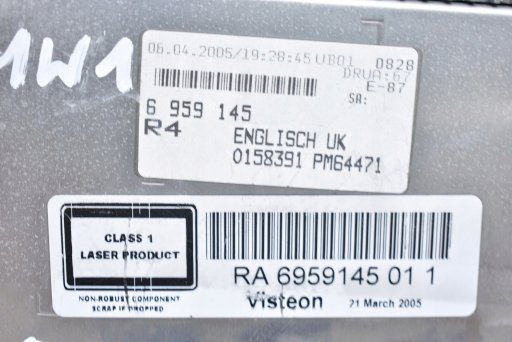 1W1
06.04.2005/19:28:45 UB01 0828
DRUA:67
E-87
SA:
6 959 145
R4
ENGLISCH UK
0158391 PM64471
CLASS 1
LASER PRODUCT
NON-ROBUST COMPONENT
SCRAP IF DROPPED
RA 6959145 01 1
Visteon 21 March 2005